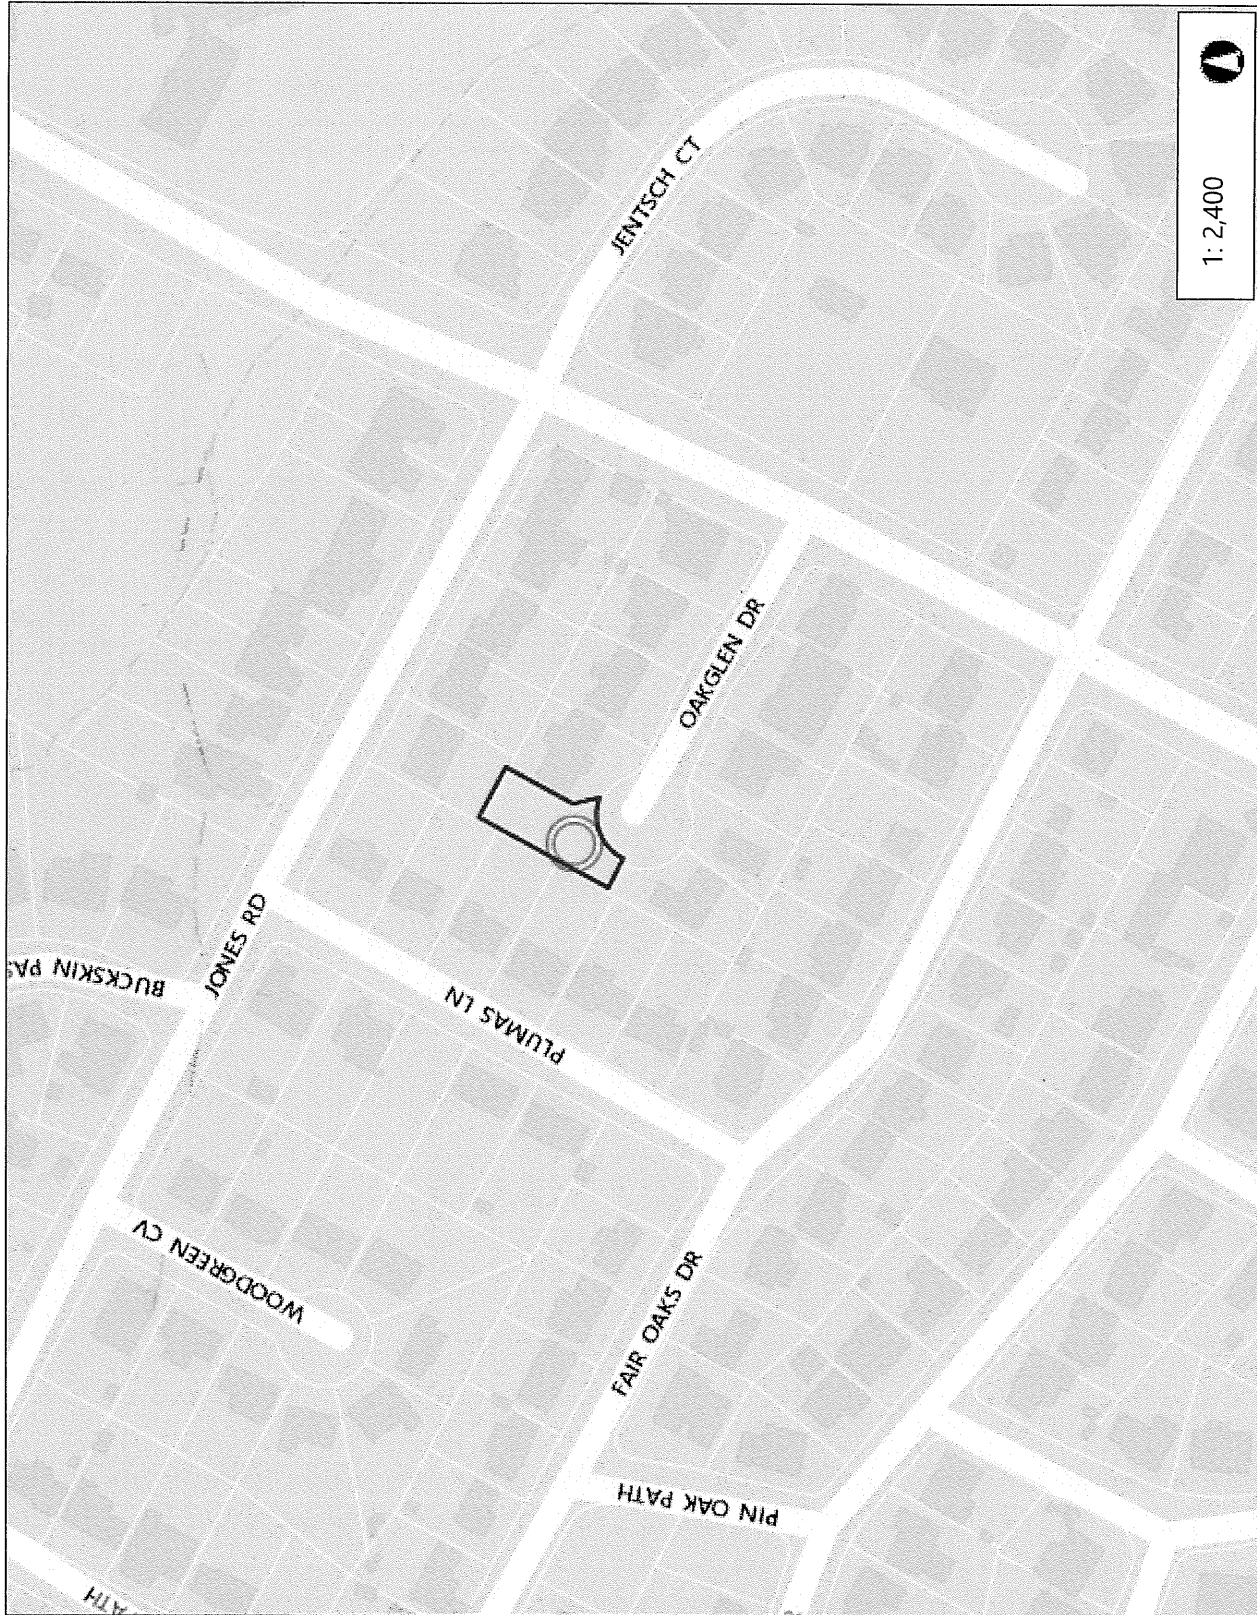 JENTSCH CT
1: 2,400
OAKGLEN DR
JONES RD
BUCKSKIN PAS
PLUMAS LN
WOODGREEN CV
FAIR OAKS DR
PIN OAK PATH